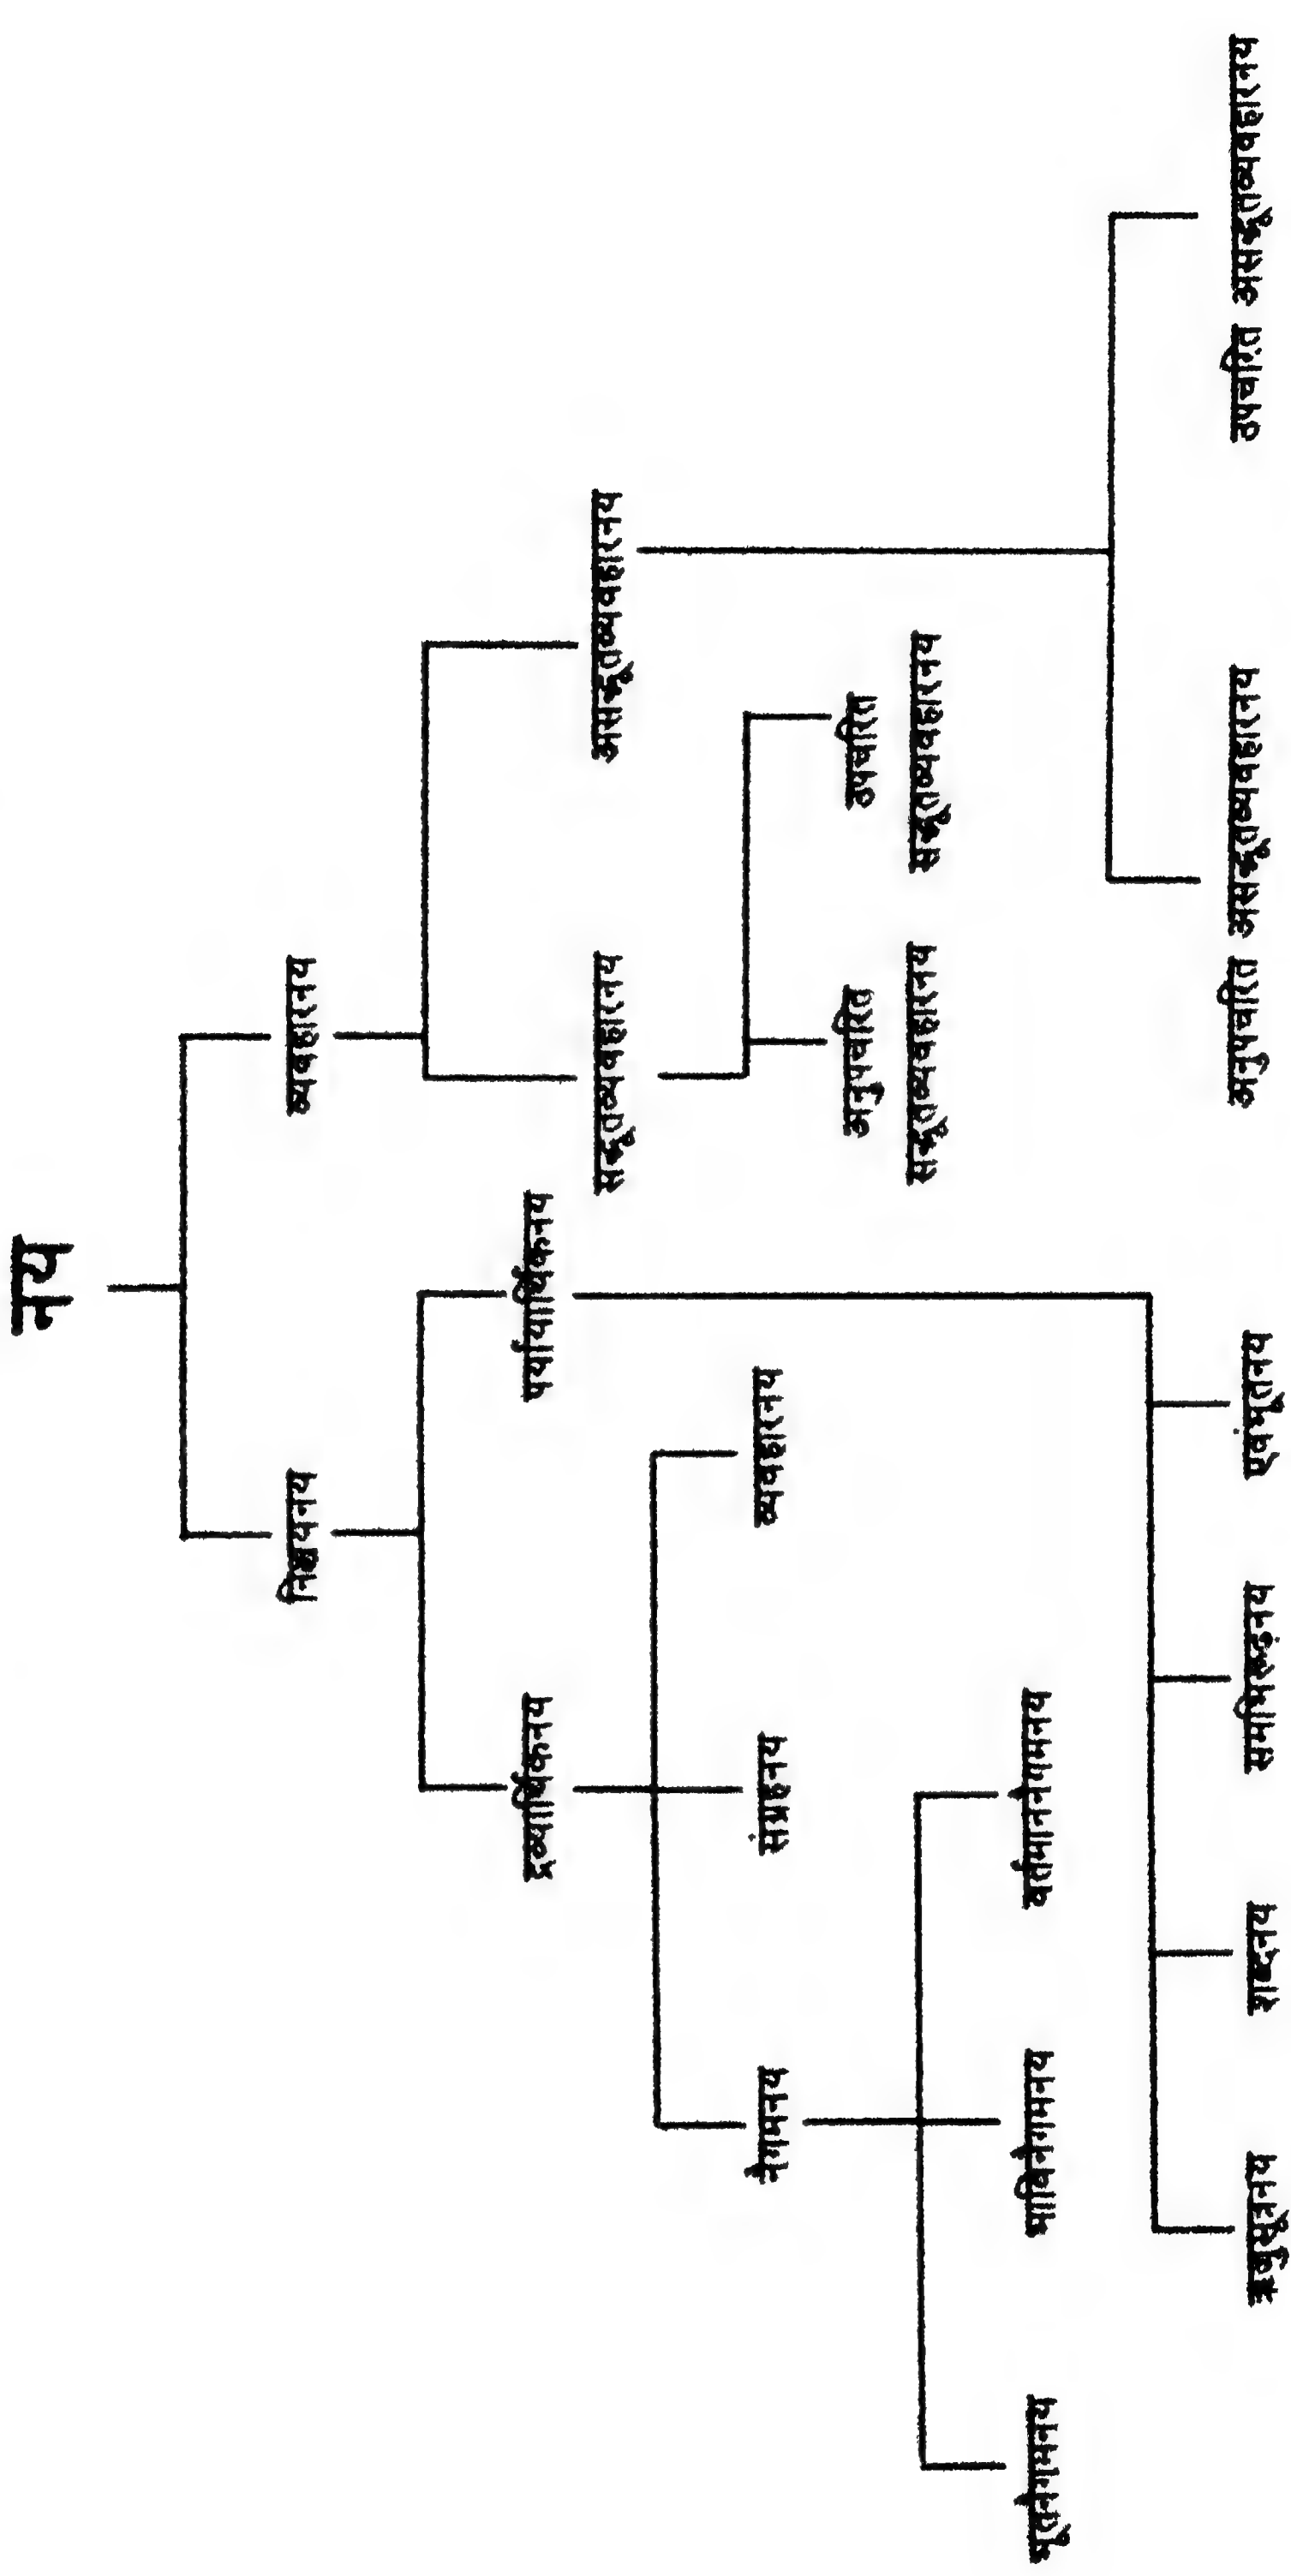 नय
निश्चयनय
व्यवहारनय
द्रव्यार्थिकनय
पर्यायार्थिकनय
सद्भूतव्यवहारनय
असद्भूतव्यवहारनय
नैगमनय
संग्रहनय
व्यवहारनय
अनुपचरित
सद्भूतव्यवहारनय
उपचरित
सद्भूतव्यवहारनय
भूतनैगमनय
भाविनैगमनय
वर्तमाननैगमनय
ऋजुसूत्रनय
शब्दनय
समभिरूढ़नय
एवंभूतनय
अनुपचरित असद्भूतव्यवहारनय
उपचरित असद्भूतव्यवहारनय